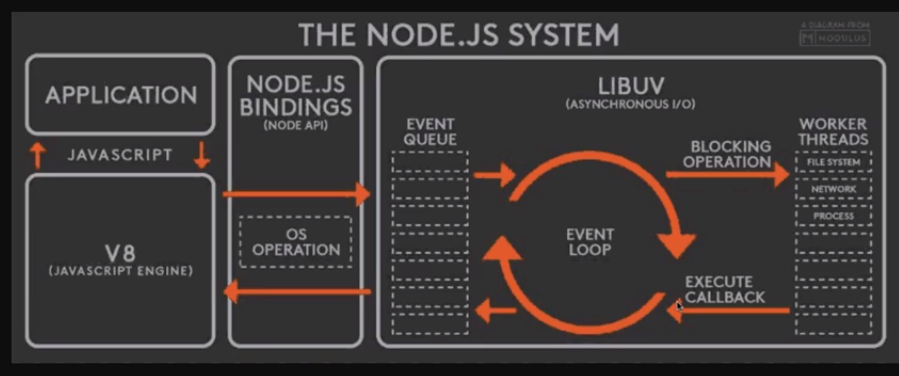 THE NODE.JS SYSTEM
A DIAGRAM FROM
MODULUS
APPLICATION
JAVASCRIPT
V8
(JAVASCRIPT ENGINE)
NODE.JS
BINDINGS
(NODE API)
OS
OPERATION
LIBUV
(ASYNCHRONOUS I/O)
EVENT
QUEUE
EVENT
LOOP
BLOCKING
OPERATION
EXECUTE
CALLBACK
WORKER
THREADS
FILE SYSTEM
NETWORK
PROCESS